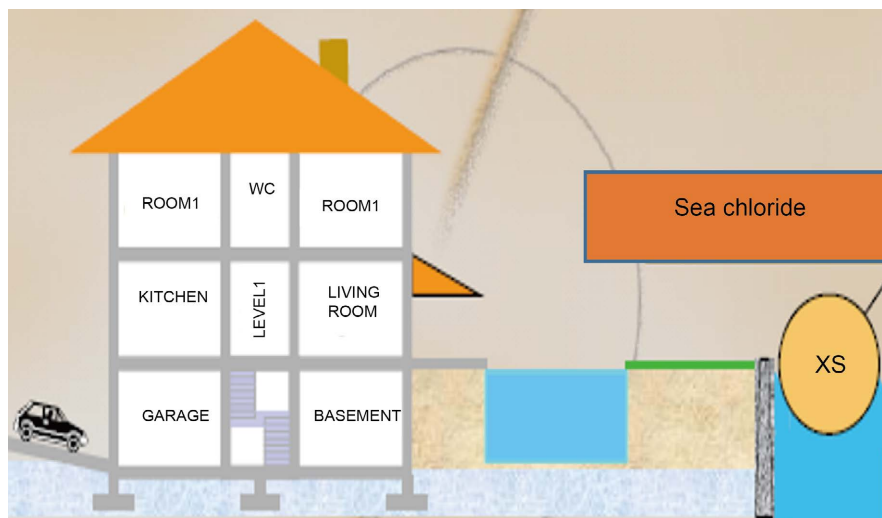 ROOM1
WC
ROOM1
Sea chloride
KITCHEN
LEVEL1
LIVING
ROOM
XS
GARAGE
BASEMENT